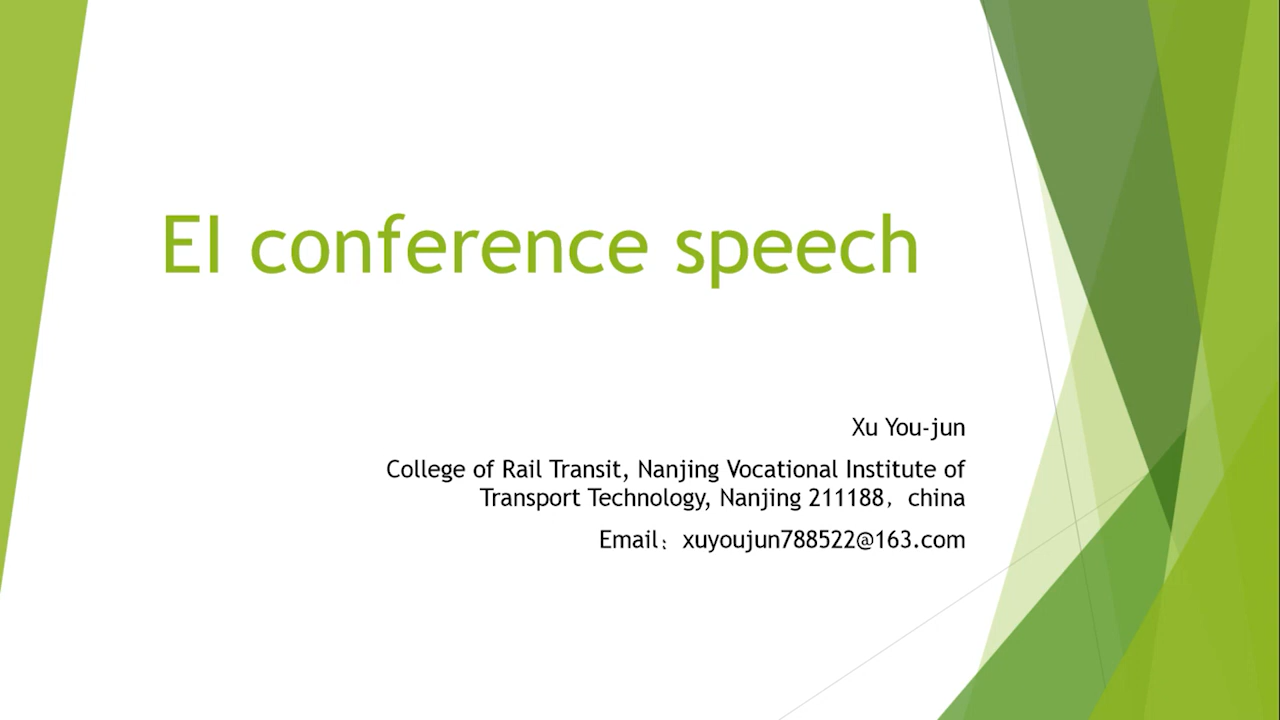 EI conference speech
Xu You-jun
College of Rail Transit, Nanjing Vocational Institute of
Transport Technology, Nanjing 211188，china
Email：xuyoujun788522@163.com